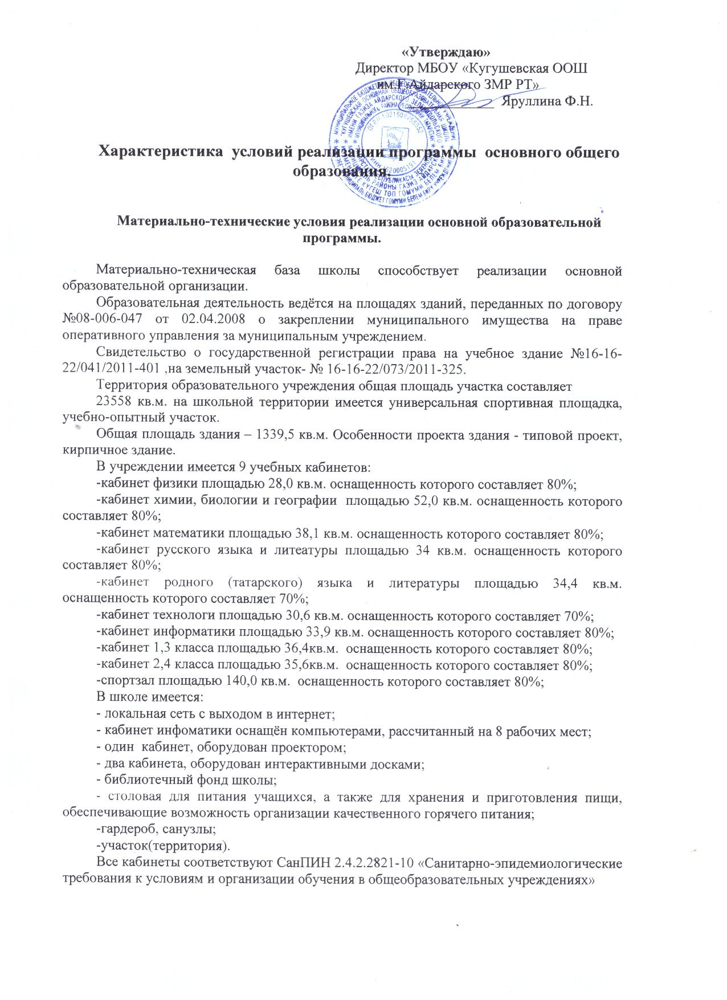 «Утверждаю»
Директор МБОУ «Кугушевская ООШ
им.Г.Айдарского ЗМР РТ»
Яруллина Ф.Н.
Характеристика условий реализации программы основного общего
образования.
Материально-технические условия реализации основной образовательной
программы.
Материально-техническая база школы способствует реализации основной
образовательной организации.
Образовательная деятельность ведётся на площадях зданий, переданных по договору
№08-006-047 от 02.04.2008 о закреплении муниципального имущества на праве
оперативного управления за муниципальным учреждением.
Свидетельство о государственной регистрации права на учебное здание №16-16-
22/041/2011-401 ,на земельный участок- № 16-16-22/073/2011-325.
Территория образовательного учреждения общая площадь участка составляет
23558 кв.м. на школьной территории имеется универсальная спортивная площадка,
учебно-опытный участок.
Общая площадь здания – 1339,5 кв.м. Особенности проекта здания - типовой проект,
кирпичное здание.
В учреждении имеется 9 учебных кабинетов:
-кабинет физики площадью 28,0 кв.м. оснащенность которого составляет 80%;
-кабинет химии, биологии и географии площадью 52,0 кв.м. оснащенность которого
составляет 80%;
-кабинет математики площадью 38,1 кв.м. оснащенность которого составляет 80%;
-кабинет русского языка и литеатуры площадью 34 кв.м. оснащенность которого
составляет 80%;
-кабинет родного (татарского) языка и литературы площадью 34,4 кв.м.
оснащенность которого составляет 70%;
-кабинет технологи площадью 30,6 кв.м. оснащенность которого составляет 70%;
-кабинет информатики площадью 33,9 кв.м. оснащенность которого составляет 80%;
-кабинет 1,3 класса площадью 36,4кв.м. оснащенность которого составляет 80%;
-кабинет 2,4 класса площадью 35,6кв.м. оснащенность которого составляет 80%;
-спортзал площадью 140,0 кв.м. оснащенность которого составляет 80%;
В школе имеется:
- локальная сеть с выходом в интернет;
- кабинет инфоматики оснащён компьютерами, рассчитанный на 8 рабочих мест;
- один кабинет, оборудован проектором;
- два кабинета, оборудован интерактивными досками;
- библиотечный фонд школы;
- столовая для питания учащихся, а также для хранения и приготовления пищи,
обеспечивающие возможность организации качественного горячего питания;
-гардероб, санузлы;
-участок(территория).
Все кабинеты соответствуют СанПИН 2.4.2.2821-10 «Санитарно-эпидемиологические
требования к условиям и организации обучения в общеобразовательных учреждениях»